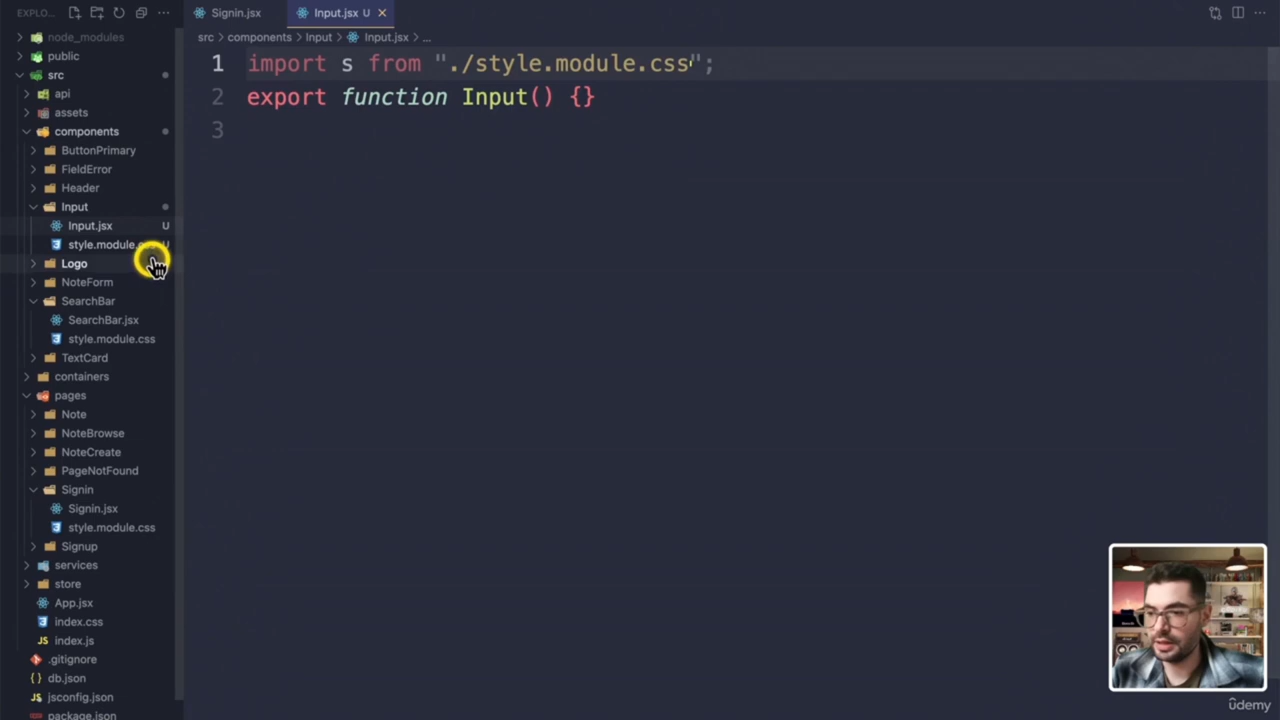 EXPLO...
Signin.jsx
Input.jsx U
node_modules
src > components > Input > Input.jsx > ...
public
src
api
assets
components
ButtonPrimary
FieldError
Header
Input
Input.jsx U
style.module.c U
Logo
NoteForm
SearchBar
SearchBar.jsx
style.module.css
TextCard
containers
pages
Note
NoteBrowse
NoteCreate
PageNotFound
Signin
Signin.jsx
style.module.css
Signup
services
store
App.jsx
index.css
JS index.js
.gitignore
{} db.json
jsconfig.json
package.json
1 import s from "./style.module.css";
2 export function Input() {}
3
ûdemy